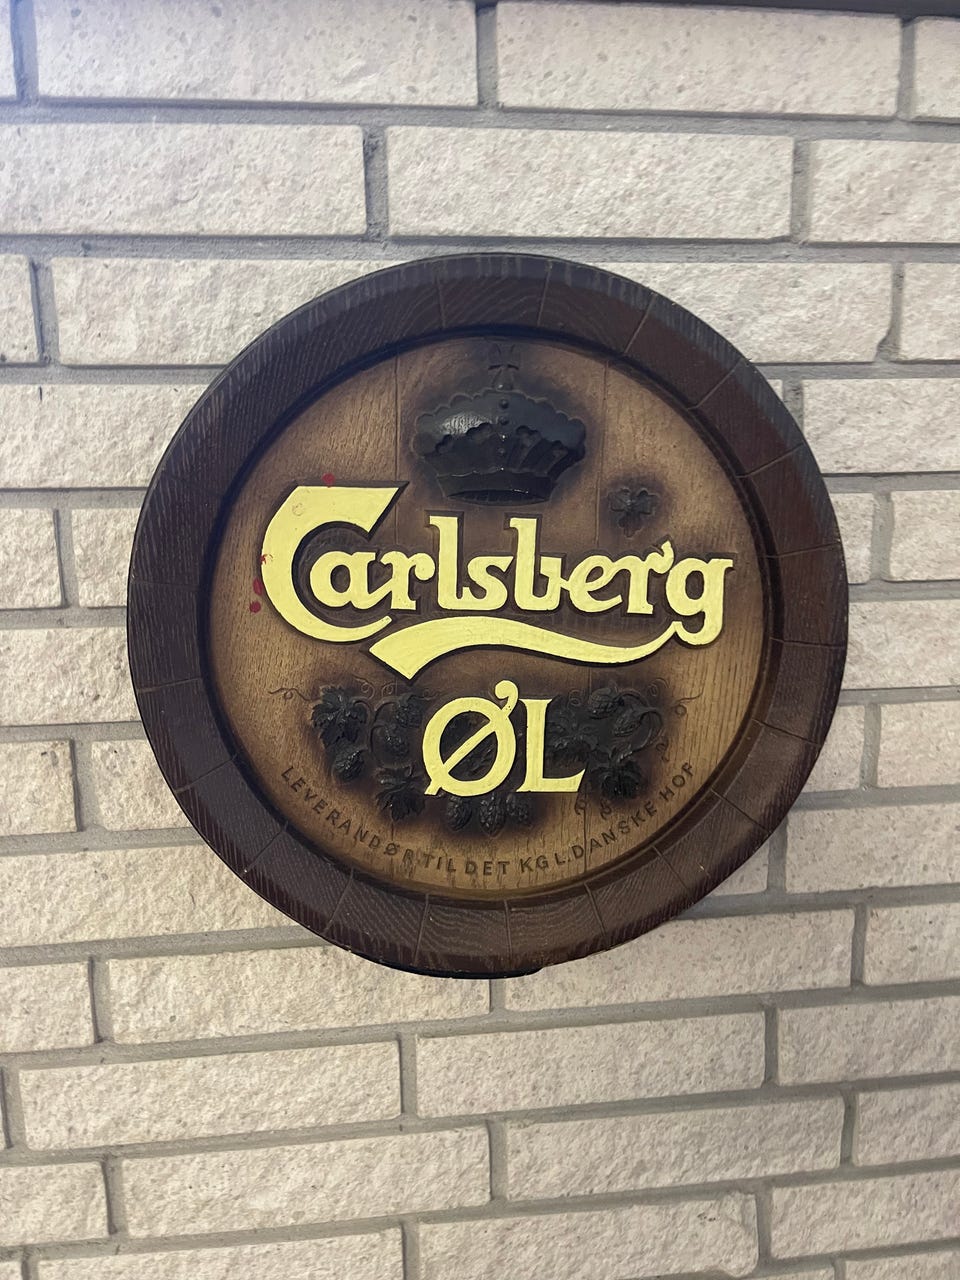 Carlsberg
ØL
LEVERANDØR TIL DET KGL. DANSKE HOF